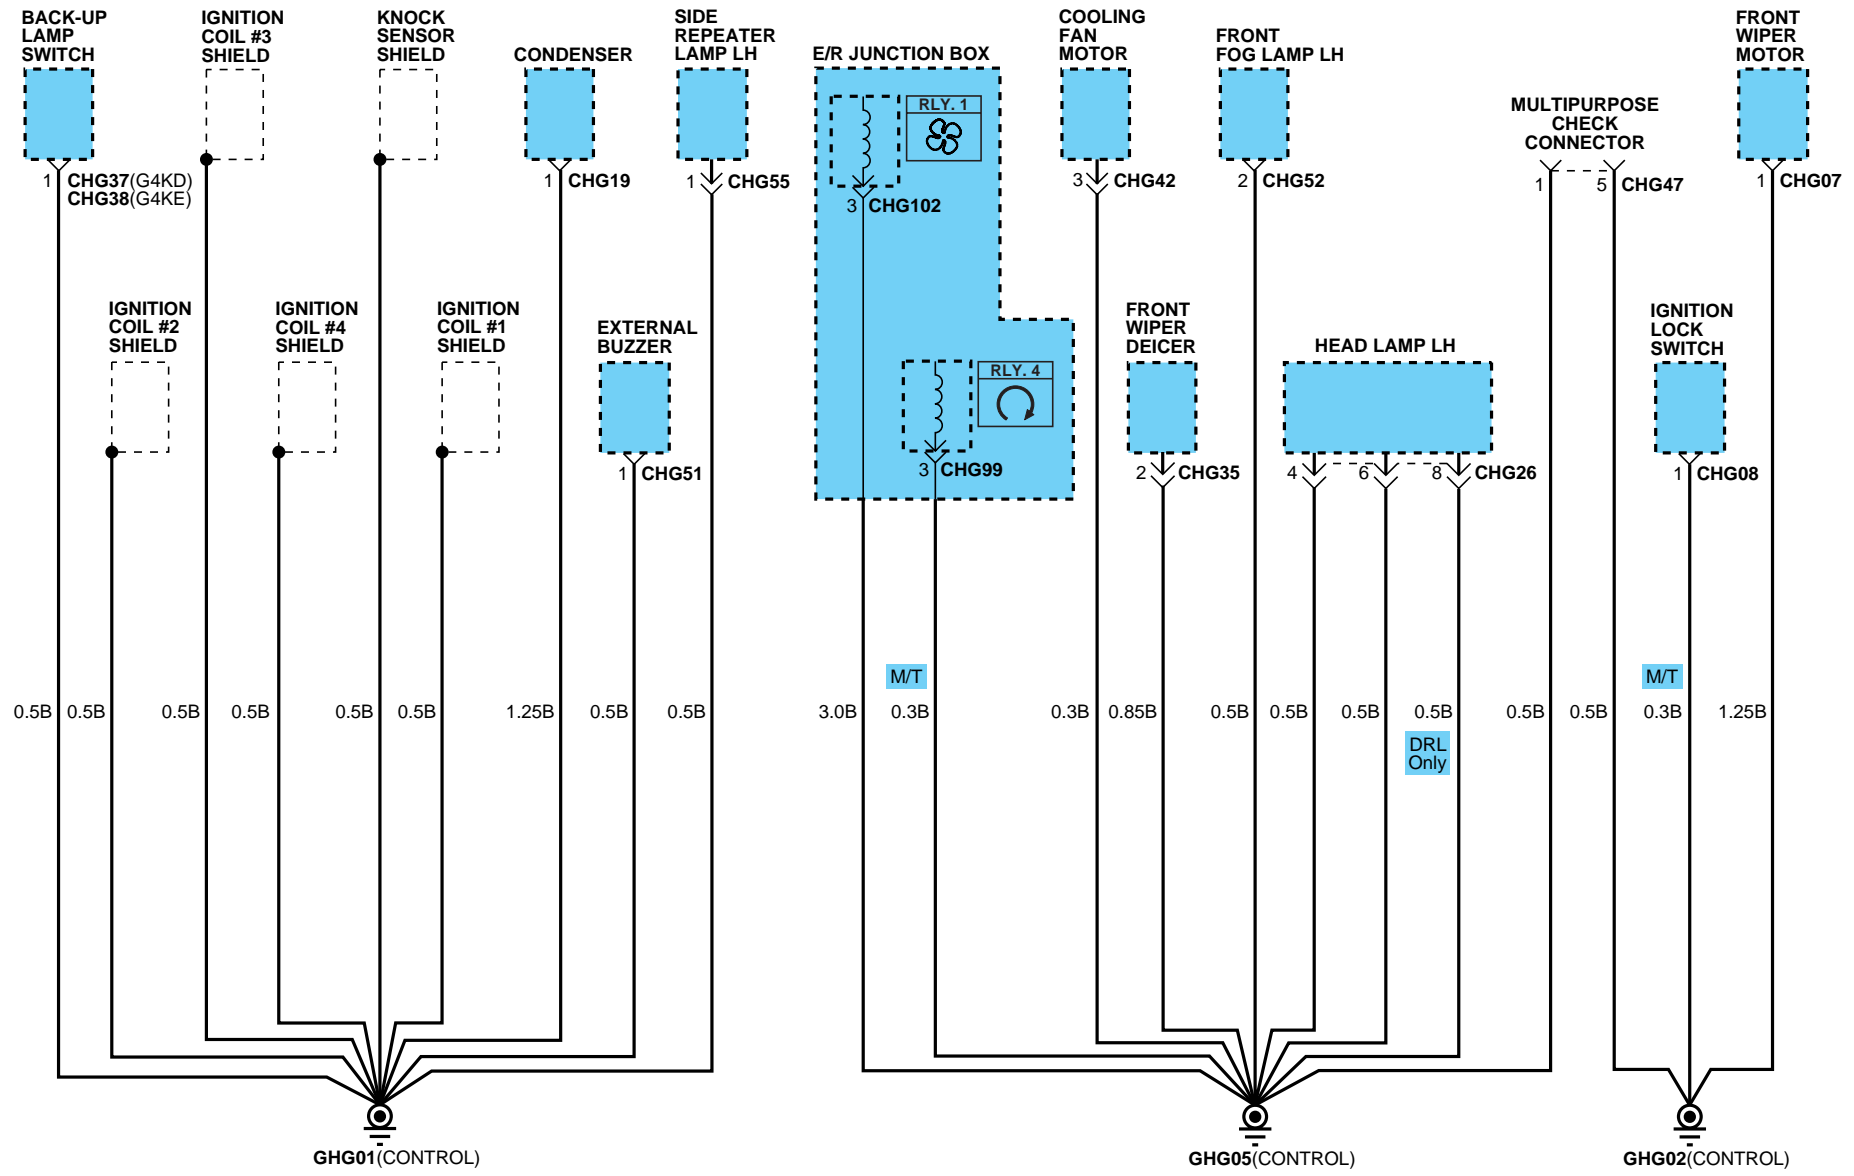 BACK-UP
LAMP
SWITCH
IGNITION
COIL #3
SHIELD
KNOCK
SENSOR
SHIELD
CONDENSER
SIDE
REPEATER
LAMP LH
E/R JUNCTION BOX
COOLING
FAN
MOTOR
FRONT
FOG LAMP LH
MULTIPURPOSE
CHECK
CONNECTOR
FRONT
WIPER
MOTOR
RLY. 1
1 CHG37(G4KD)
CHG38(G4KE)
1 CHG19
1 CHG55
3 CHG102
3 CHG42
2 CHG52
1 5 CHG47
1 CHG07
IGNITION
COIL #2
SHIELD
IGNITION
COIL #4
SHIELD
IGNITION
COIL #1
SHIELD
EXTERNAL
BUZZER
RLY. 4
FRONT
WIPER
DEICER
HEAD LAMP LH
IGNITION
LOCK
SWITCH
1 CHG51
3 CHG99
2 CHG35
4 6 8 CHG26
1 CHG08
M/T
M/T
0.5B 0.5B 0.5B 0.5B 0.5B 0.5B 1.25B 0.5B 0.5B 3.0B 0.3B 0.3B 0.85B 0.5B 0.5B 0.5B 0.5B 0.5B 0.5B 0.3B 1.25B
DRL
Only
GHG01(CONTROL)
GHG05(CONTROL)
GHG02(CONTROL)